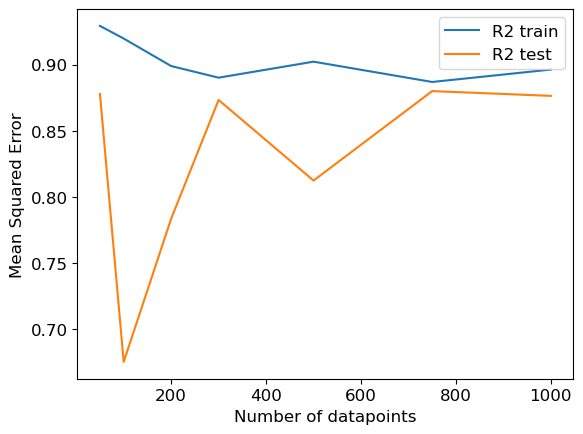 R2 train
R2 test
0.90
0.85
0.80
0.75
0.70
Mean Squared Error
200
400
600
800
1000
Number of datapoints